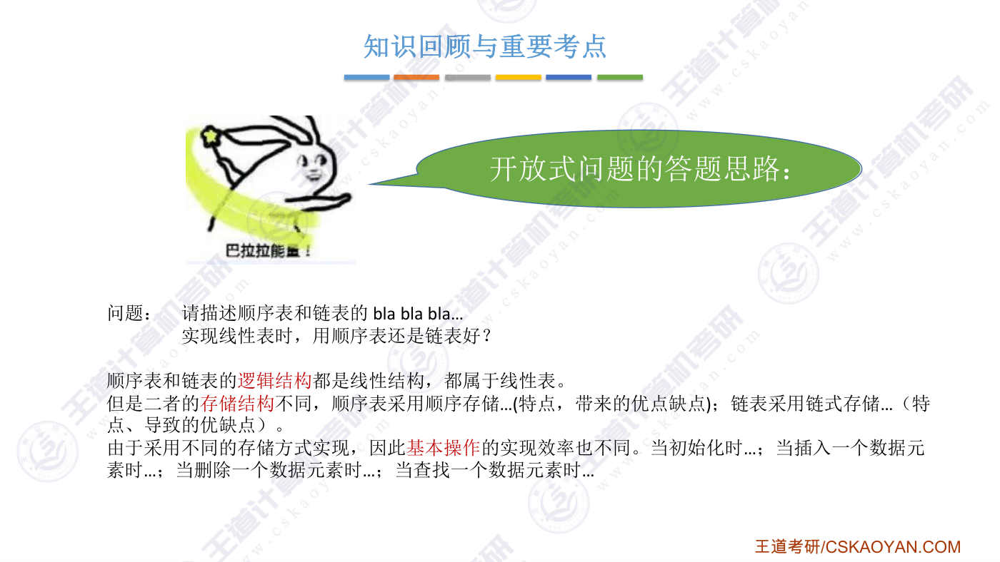 知识回顾与重要考点
开放式问题的答题思路：
巴拉拉能量！
问题： 请描述顺序表和链表的 bla bla bla…
实现线性表时，用顺序表还是链表好？
顺序表和链表的逻辑结构都是线性结构，都属于线性表。
但是二者的存储结构不同，顺序表采用顺序存储…(特点，带来的优点缺点)；链表采用链式存储…（特
点、导致的优缺点）。
由于采用不同的存储方式实现，因此基本操作的实现效率也不同。当初始化时…；当插入一个数据元
素时…；当删除一个数据元素时…；当查找一个数据元素时…
王道考研/CSKAOYAN.COM
王道计算机考研
www.cskaoyan.com